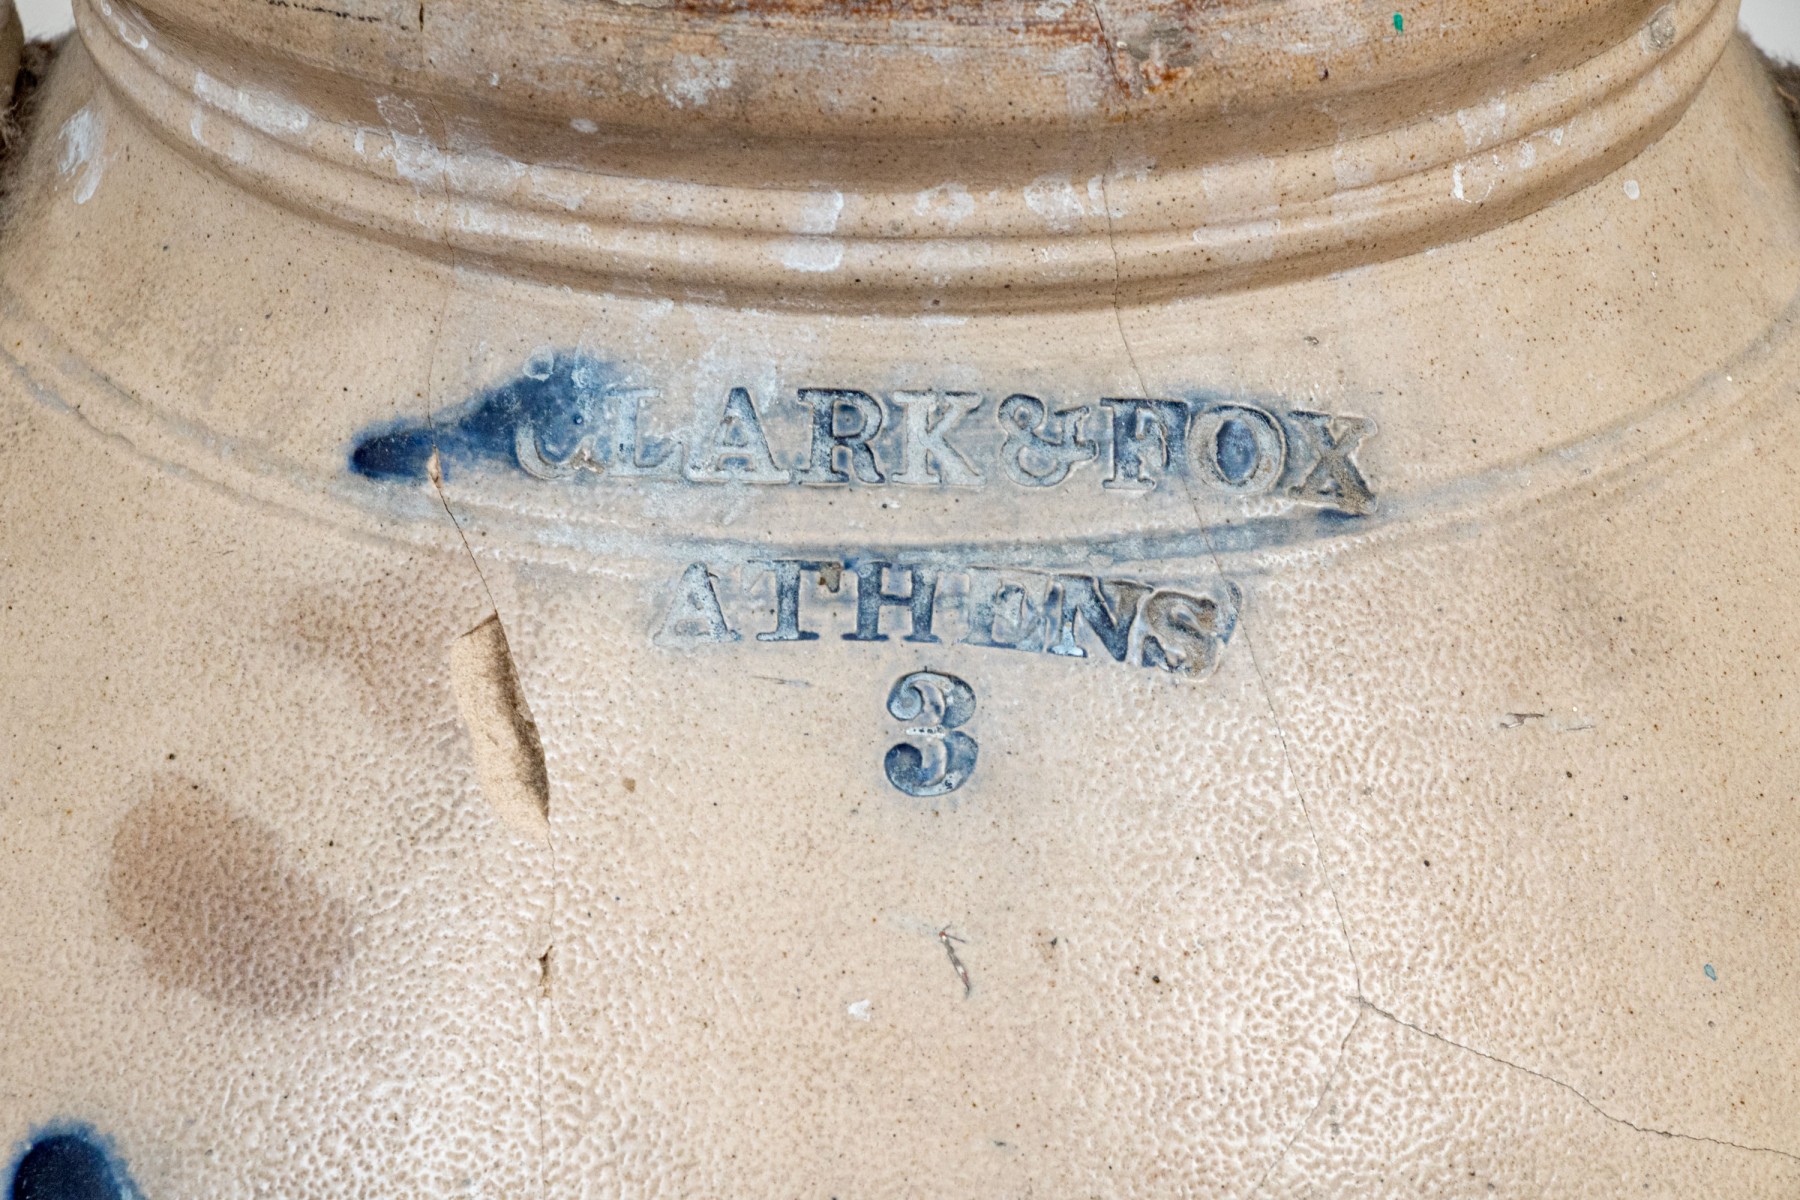 CLARK & FOX
ATHENS
3